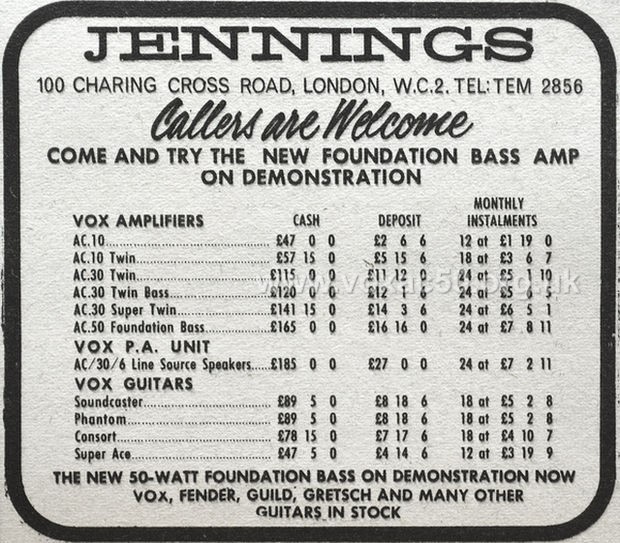 JENNINGS
100 CHARING CROSS ROAD, LONDON, W.C.2. TEL: TEM 2856
Callers are Welcome
COME AND TRY THE NEW FOUNDATION BASS AMP
ON DEMONSTRATION
VOX AMPLIFIERS CASH DEPOSIT MONTHLY INSTALMENTS
AC.10 £47 0 0 £2 6 6 12 at £1 19 0
AC.10 Twin £57 15 0 £5 15 6 18 at £3 6 7
AC.30 Twin £115 0 0 £11 12 24 at £5 1 10
AC.30 Twin Bass £120 0 0 £12 24 at £5
AC.30 Super Twin £141 15 0 £14 3 6 24 at £6 5 1
AC.50 Foundation Bass £165 0 0 £16 16 0 24 at £7 8 11
VOX P.A. UNIT
AC/30/6 Line Source Speakers £185 0 0 £27 0 0 24 at £7 2 11
VOX GUITARS
Soundcaster £89 5 0 £8 18 6 18 at £5 2 8
Phantom £89 5 0 £8 18 6 18 at £5 2 8
Consort £78 15 0 £7 17 6 18 at £4 10 7
Super Ace £47 5 0 £4 14 6 12 at £3 19 9
THE NEW 50-WATT FOUNDATION BASS ON DEMONSTRATION NOW
VOX, FENDER, GUILD, GRETSCH AND MANY OTHER
GUITARS IN STOCK